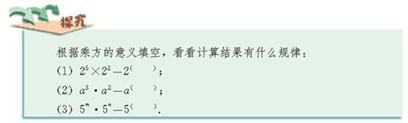 探究
根据乘方的意义填空，看看计算结果有什么规律：
(1) 2⁵×2²=2⁽ ⁾；
(2) a³·a²=a⁽ ⁾；
(3) 5ᵐ·5ⁿ=5⁽ ⁾.